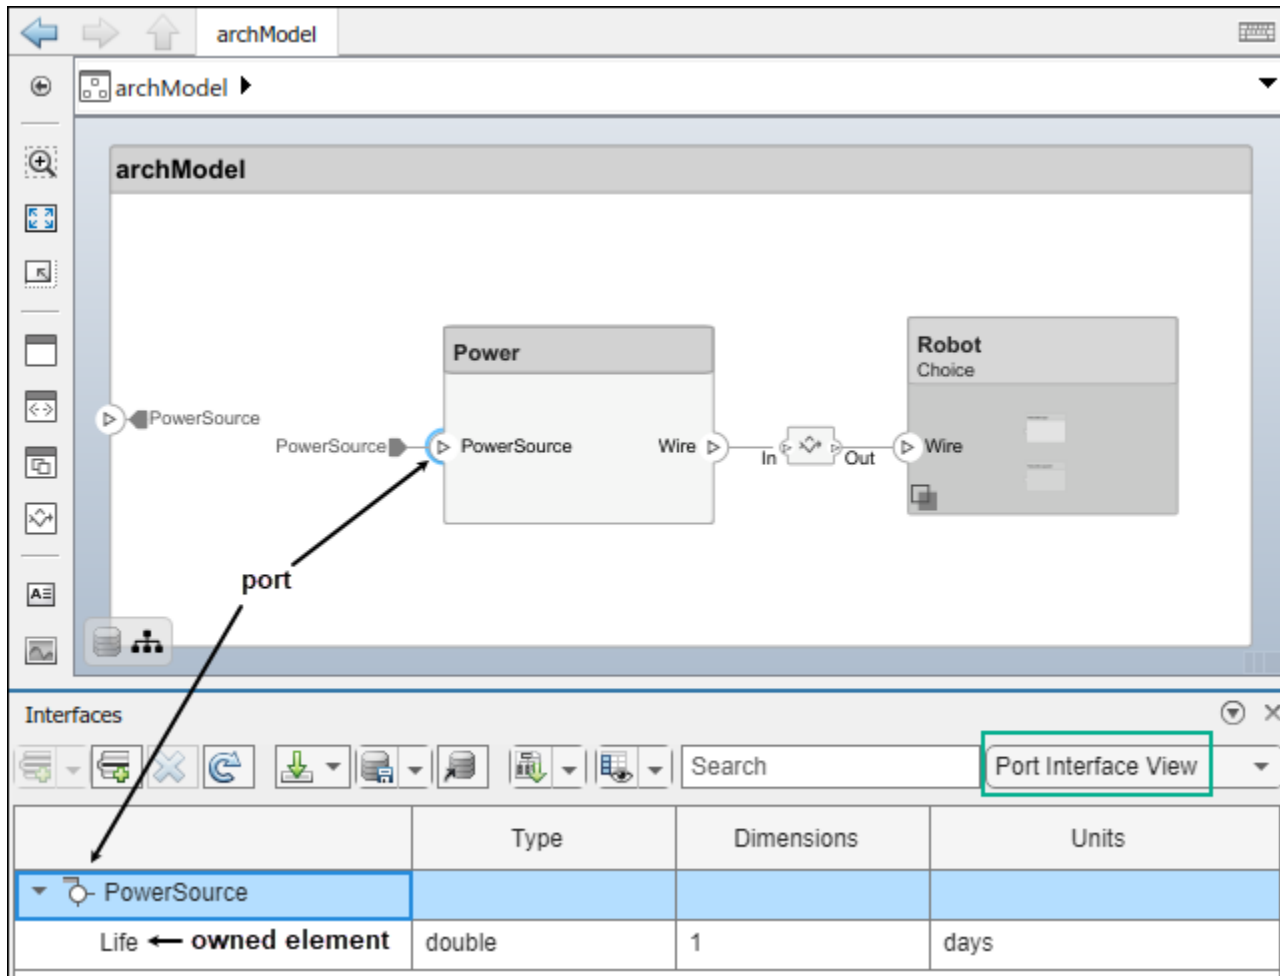 archModel
archModel
archModel
Power
Robot
Choice
PowerSource
PowerSource
PowerSource
Wire
In
Out
Wire
port
Interfaces
Search
Port Interface View
Type
Dimensions
Units
PowerSource
Life
owned element
double
1
days